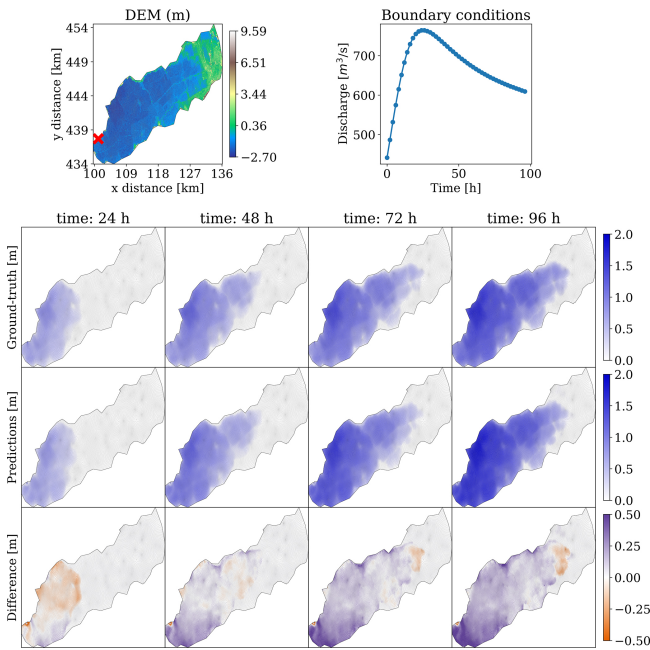 DEM (m)
454
449
444
439
434
y distance [km]
100 109 118 127 136
x distance [km]
9.59
6.51
3.44
0.36
−2.70
Boundary conditions
700
600
500
Discharge [m³/s]
0 50 100
Time [h]
time: 24 h time: 48 h time: 72 h time: 96 h
Ground-truth [m]
2.0
1.5
1.0
0.5
0.0
Predictions [m]
2.0
1.5
1.0
0.5
0.0
Difference [m]
0.50
0.25
0.00
−0.25
−0.50